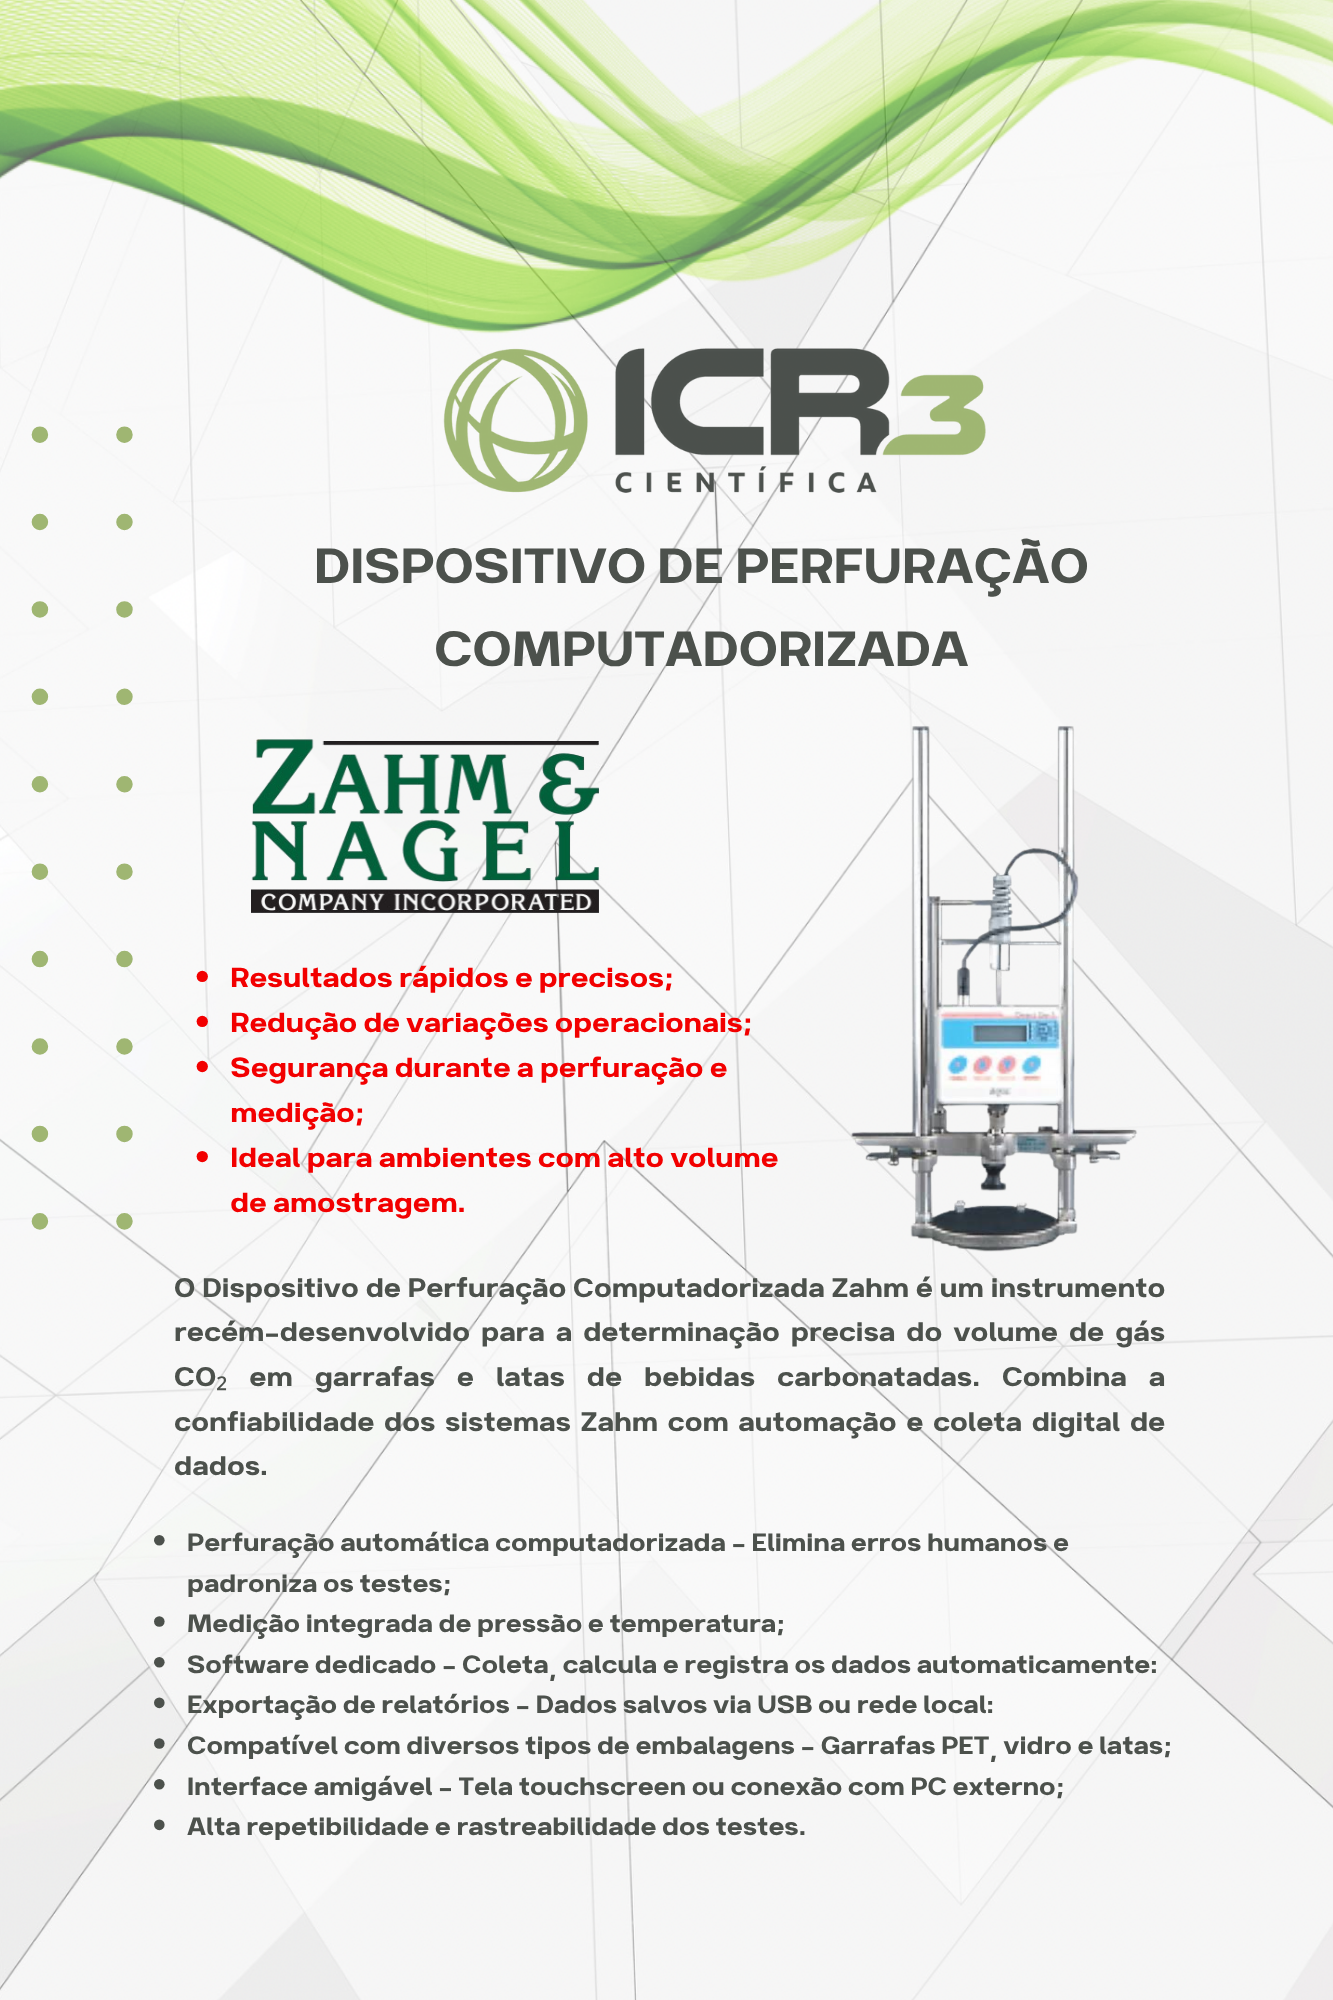 ICR3
CIENTÍFICA
DISPOSITIVO DE PERFURAÇÃO
COMPUTADORIZADA
ZAHM &
NAGEL
COMPANY INCORPORATED
• Resultados rápidos e precisos;
• Redução de variações operacionais;
• Segurança durante a perfuração e
medição;
• Ideal para ambientes com alto volume
de amostragem.
O Dispositivo de Perfuração Computadorizada Zahm é um instrumento
recém-desenvolvido para a determinação precisa do volume de gás
CO₂ em garrafas e latas de bebidas carbonatadas. Combina a
confiabilidade dos sistemas Zahm com automação e coleta digital de
dados.
• Perfuração automática computadorizada – Elimina erros humanos e
padroniza os testes;
• Medição integrada de pressão e temperatura;
• Software dedicado – Coleta, calcula e registra os dados automaticamente:
• Exportação de relatórios – Dados salvos via USB ou rede local:
• Compatível com diversos tipos de embalagens – Garrafas PET, vidro e latas;
• Interface amigável – Tela touchscreen ou conexão com PC externo;
• Alta repetibilidade e rastreabilidade dos testes.